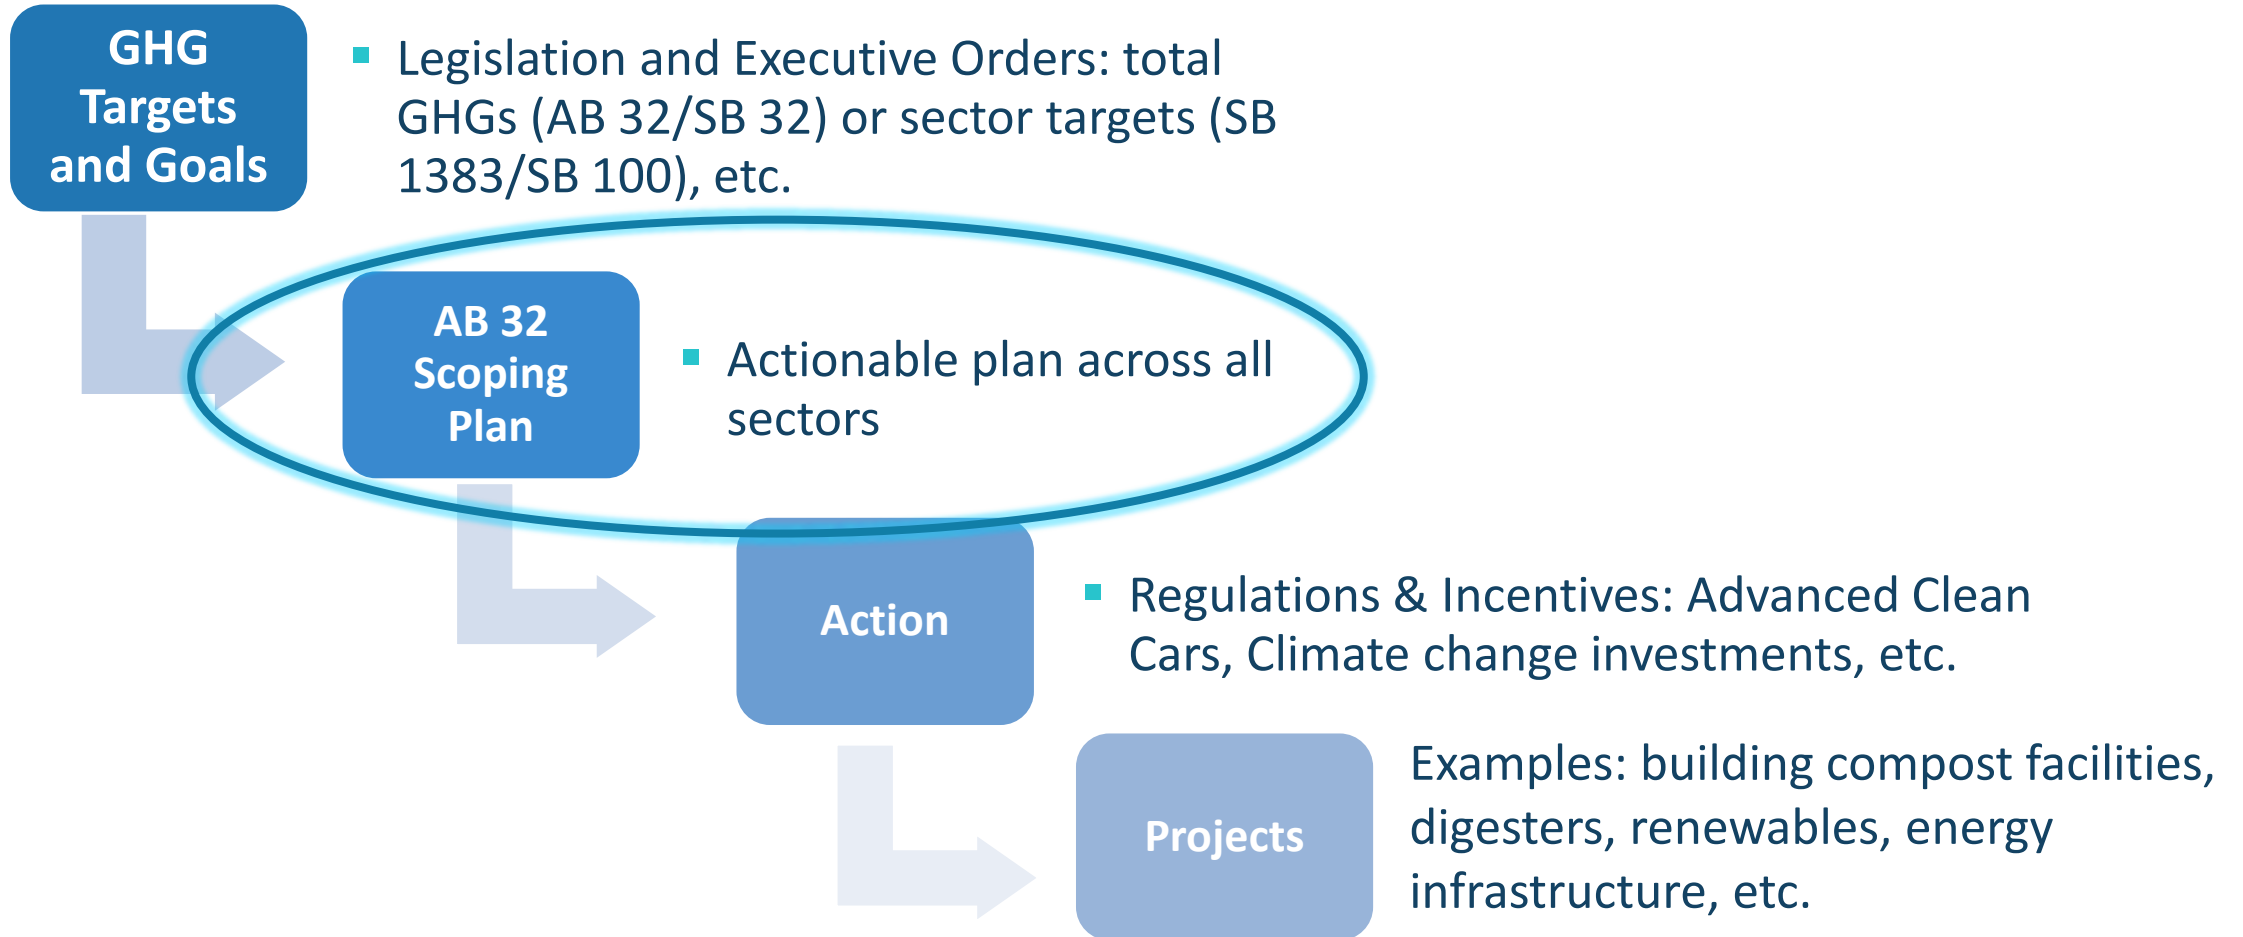 GHG
Targets
and Goals
▪ Legislation and Executive Orders: total
GHGs (AB 32/SB 32) or sector targets (SB
1383/SB 100), etc.
AB 32
Scoping
Plan
▪ Actionable plan across all
sectors
Action
▪ Regulations & Incentives: Advanced Clean
Cars, Climate change investments, etc.
Projects
Examples: building compost facilities,
digesters, renewables, energy
infrastructure, etc.